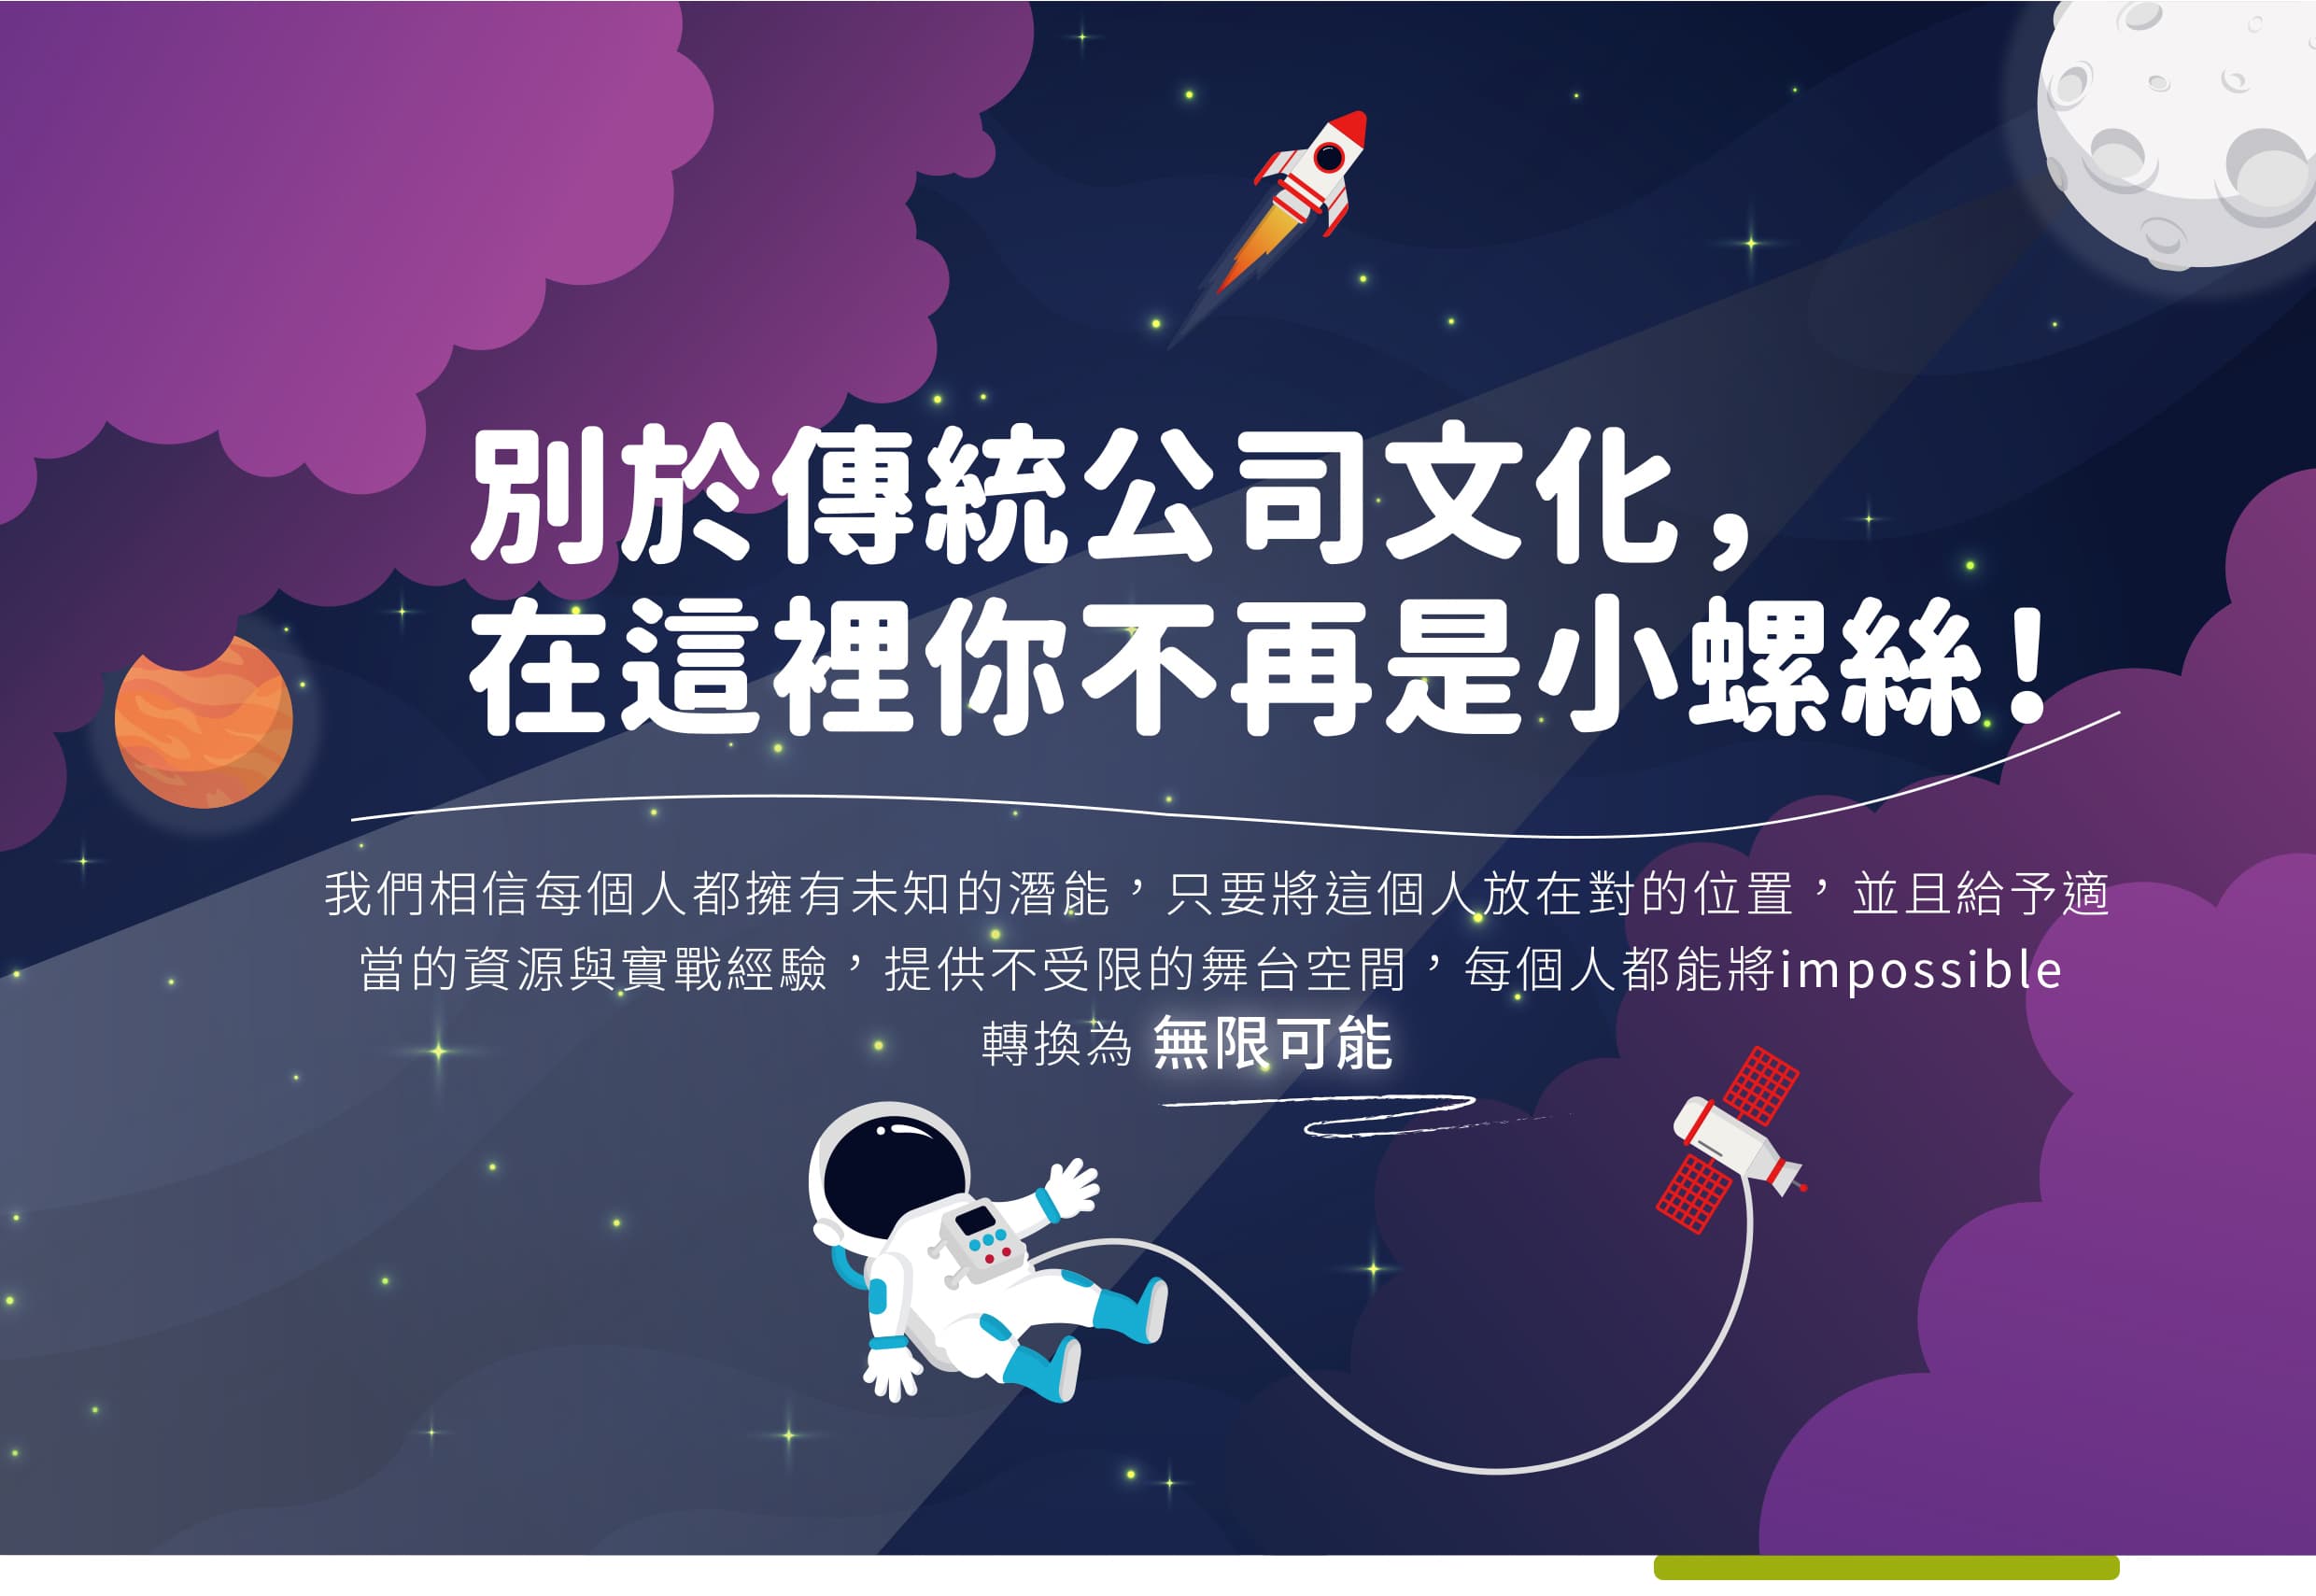 別於傳統公司文化，
在這裡你不再是小螺絲！
我們相信每個人都擁有未知的潛能，只要將這個人放在對的位置，並且給予適
當的資源與實戰經驗，提供不受限的舞台空間，每個人都能將impossible
轉換為 無限可能